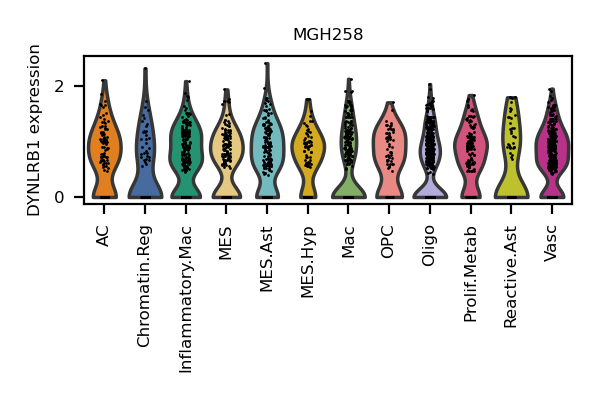 MGH258
DYNLRB1 expression
2
0
AC
Chromatin.Reg
Inflammatory.Mac
MES
MES.Ast
MES.Hyp
Mac
OPC
Oligo
Prolif.Metab
Reactive.Ast
Vasc